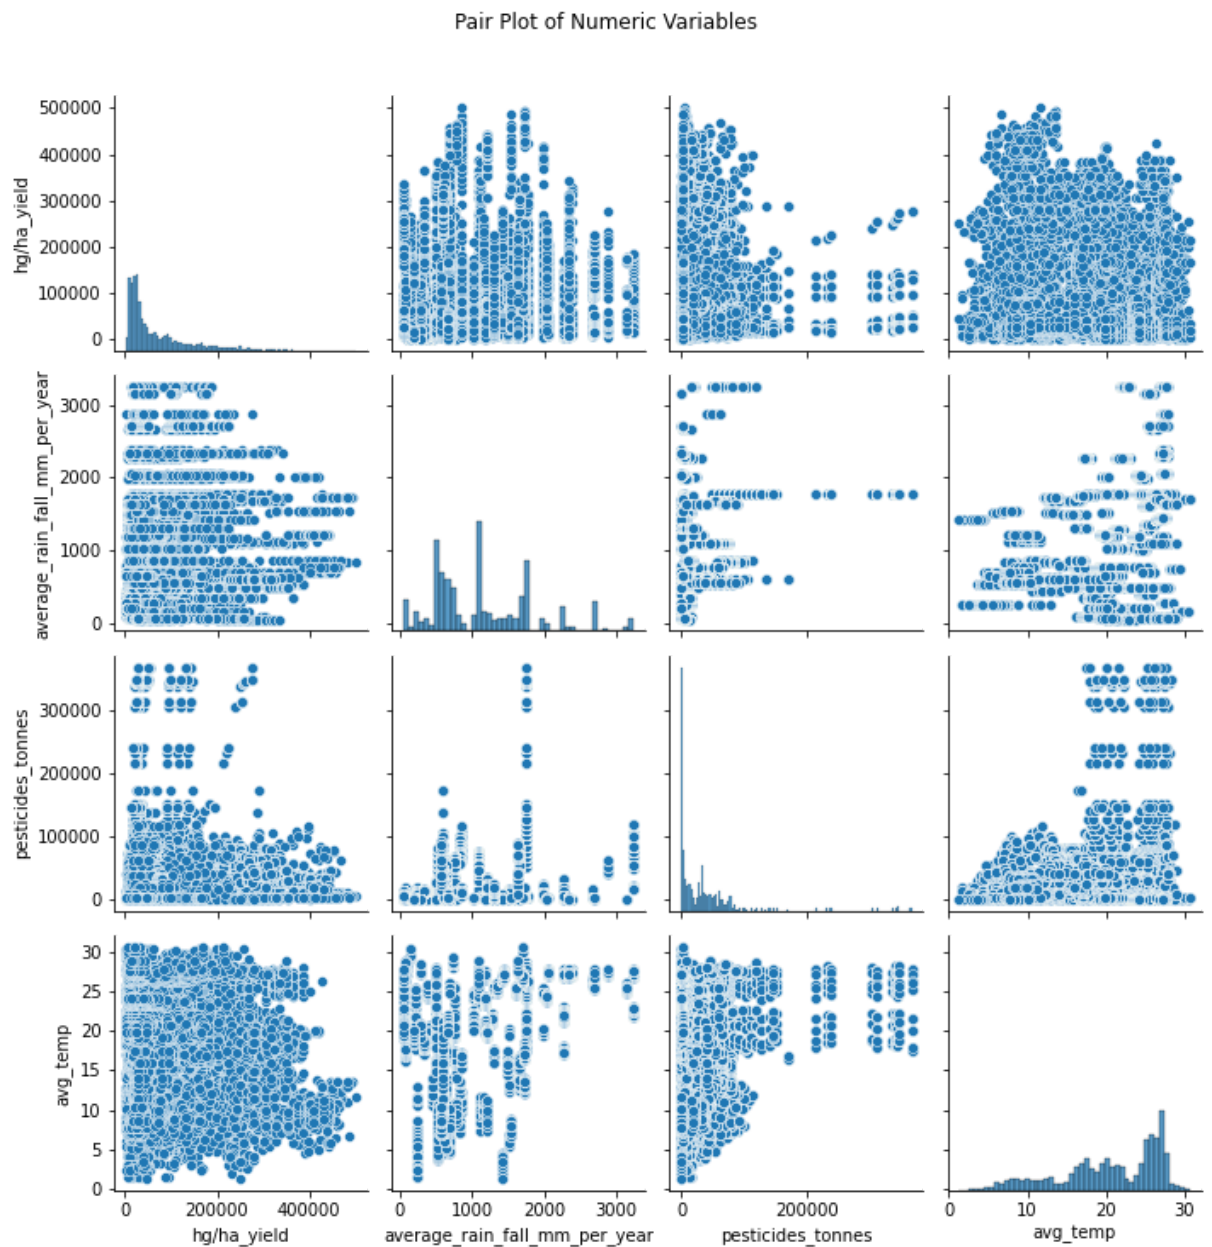 Pair Plot of Numeric Variables
500000
400000
300000
200000
100000
0
hg/ha_yield
3000
2000
1000
0
average_rain_fall_mm_per_year
300000
200000
100000
0
pesticides_tonnes
30
25
20
15
10
5
0
avg_temp
0 200000 400000
hg/ha_yield
0 1000 2000 3000
average_rain_fall_mm_per_year
0 2000000
pesticides_tonnes
0 10 20 30
avg_temp